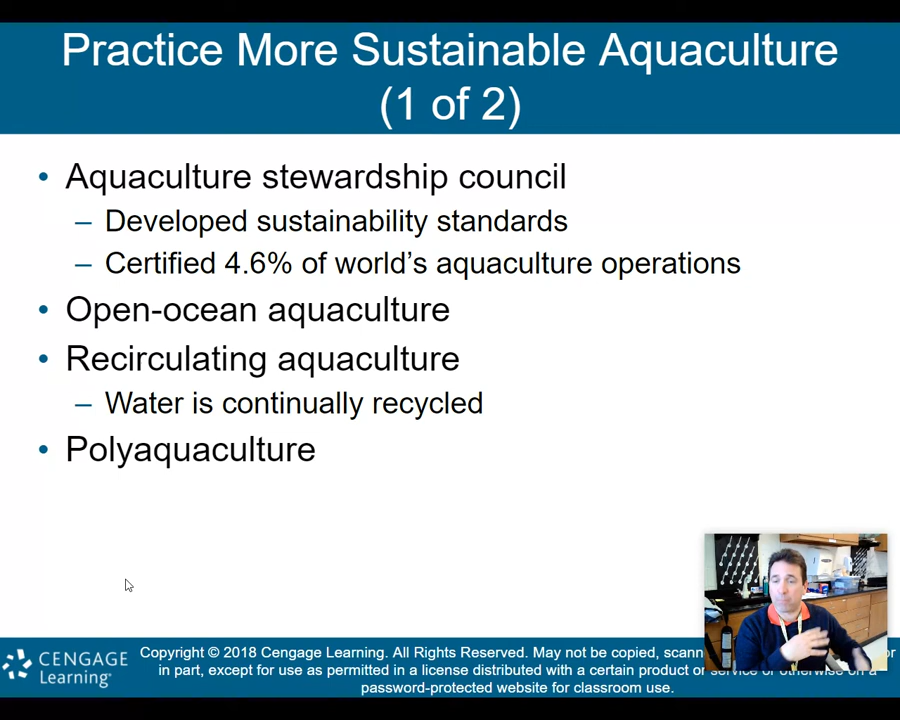 Practice More Sustainable Aquaculture
(1 of 2)
• Aquaculture stewardship council
– Developed sustainability standards
– Certified 4.6% of world’s aquaculture operations
• Open-ocean aquaculture
• Recirculating aquaculture
– Water is continually recycled
• Polyaquaculture
CENGAGE
Learning™
Copyright © 2018 Cengage Learning. All Rights Reserved. May not be copied, or
in part, except for use as permitted in a license distributed with a certain product or service or otherwise on a
password-protected website for classroom use.